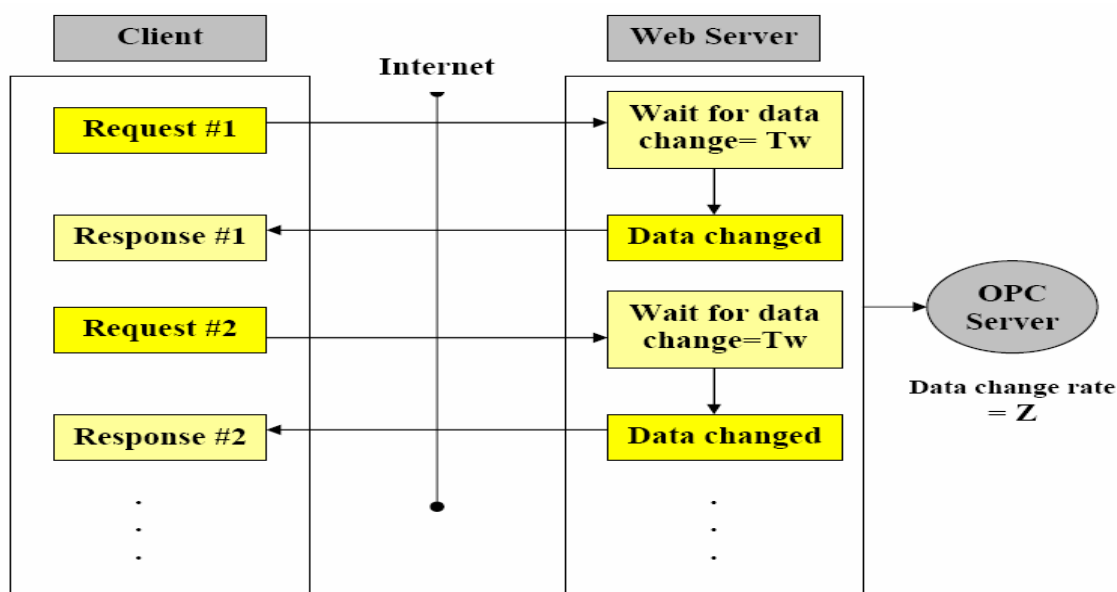 Client
Web Server
Internet
Request #1
Wait for data
change= Tw
Response #1
Data changed
Request #2
Wait for data
change=Tw
OPC
Server
Data change rate
= Z
Response #2
Data changed